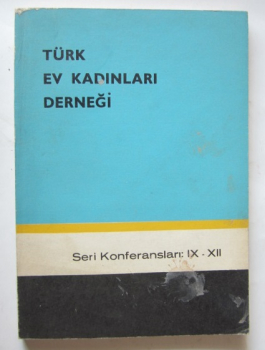 TÜRK
EV KADINLARI
DERNEĞİ
Seri Konferansları: IX - XII